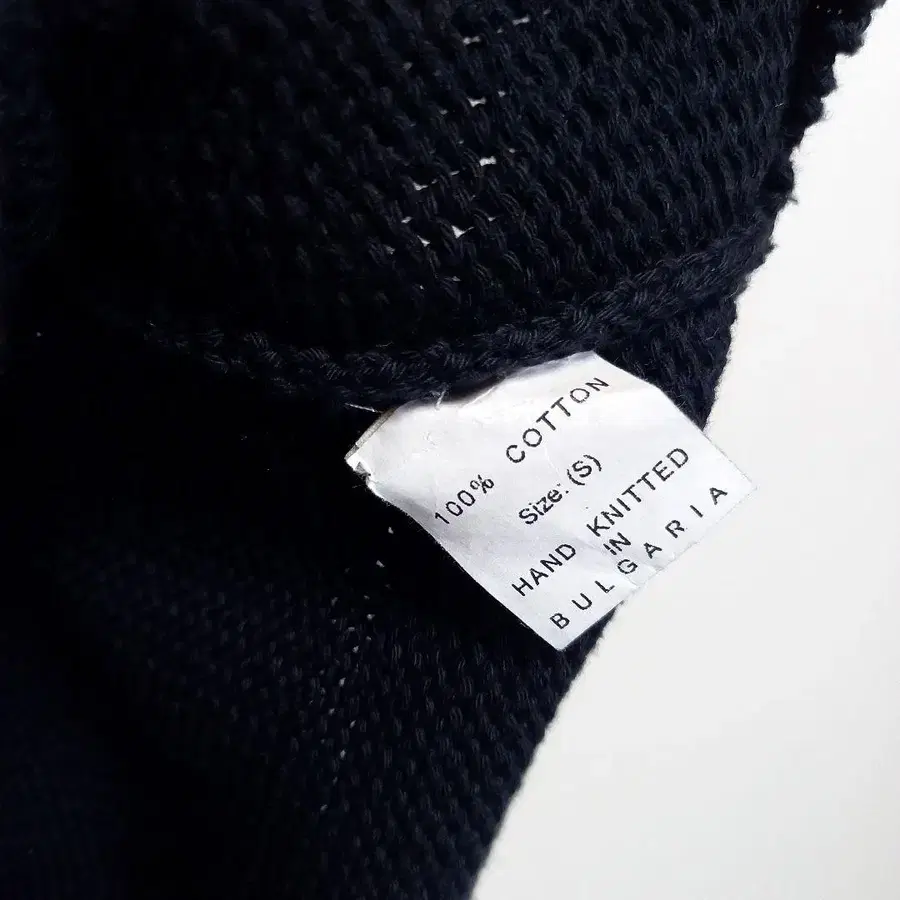 100% COTTON
Size: (S)
HAND KNITTED
IN
BULGARIA